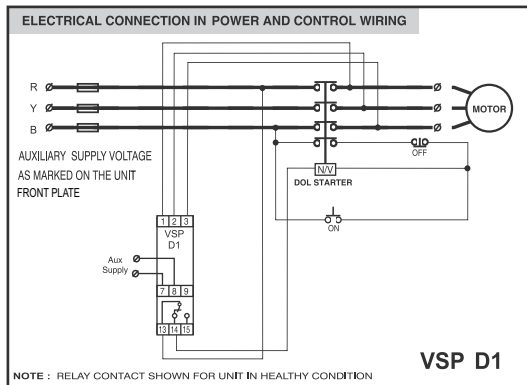 ELECTRICAL CONNECTION IN POWER AND CONTROL WIRING
R
Y
B
MOTOR
AUXILIARY SUPPLY VOLTAGE
AS MARKED ON THE UNIT
FRONT PLATE
OFF
N/V
DOL STARTER
ON
1 2 3
VSP
D1
Aux
Supply
7 8 9
13 14 15
VSP D1
NOTE : RELAY CONTACT SHOWN FOR UNIT IN HEALTHY CONDITION